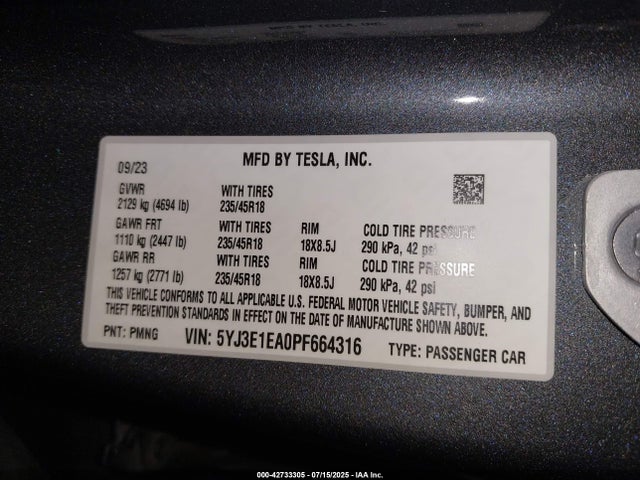 MFD BY TESLA, INC.
09/23
MFD BY TESLA, INC.
GVWR WITH TIRES
2129 kg (4694 lb) 235/45R18
GAWR FRT WITH TIRES RIM COLD TIRE PRESSURE
1110 kg (2447 lb) 235/45R18 18X8.5J 290 kPa, 42 psi
GAWR RR WITH TIRES RIM COLD TIRE PRESSURE
1257 kg (2771 lb) 235/45R18 18X8.5J 290 kPa, 42 psi
THIS VEHICLE CONFORMS TO ALL APPLICABLE U.S. FEDERAL MOTOR VEHICLE SAFETY, BUMPER, AND
THEFT PREVENTION STANDARDS IN EFFECT ON THE DATE OF MANUFACTURE SHOWN ABOVE.
PNT: PMNG VIN: 5YJ3E1EA0PF664316 TYPE: PASSENGER CAR
000-42733305 - 07/15/2025 - IAA Inc.